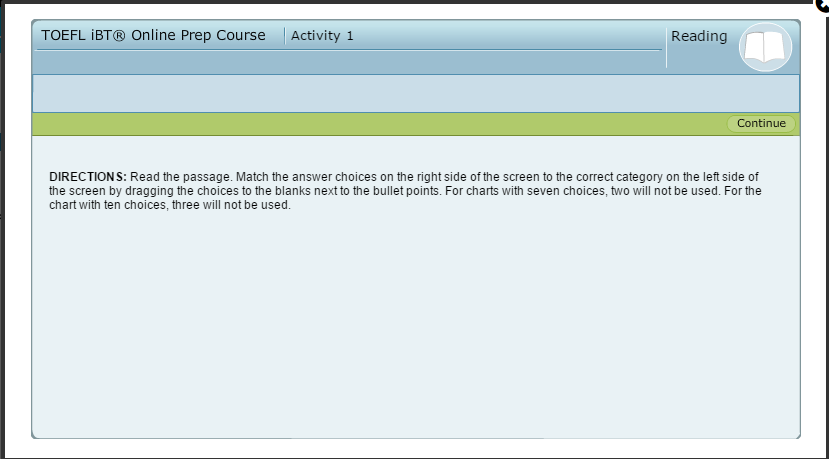 TOEFL iBT® Online Prep Course Activity 1 Reading
Continue
DIRECTIONS: Read the passage. Match the answer choices on the right side of the screen to the correct category on the left side of
the screen by dragging the choices to the blanks next to the bullet points. For charts with seven choices, two will not be used. For the
chart with ten choices, three will not be used.